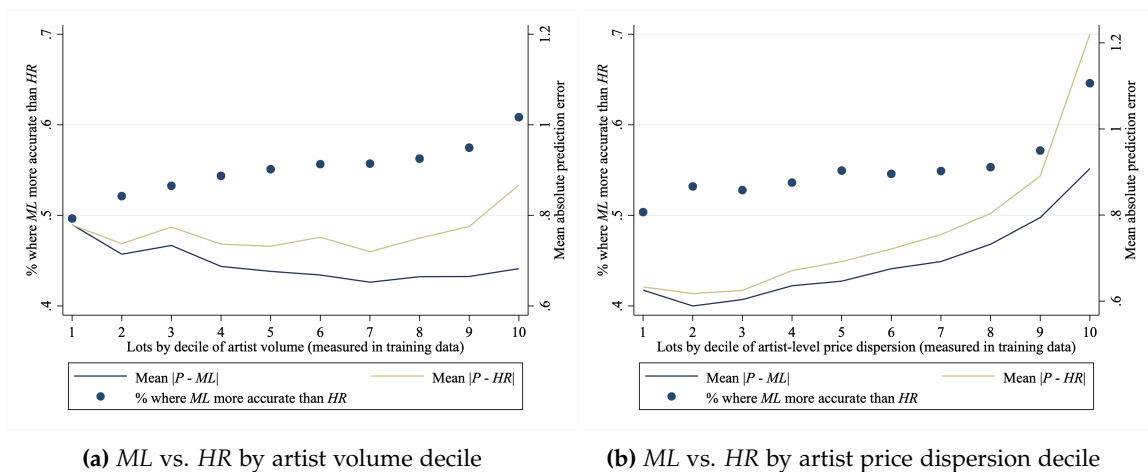 % where ML more accurate than HR
.4 .5 .6 .7
Mean absolute prediction error
.6 .8 1 1.2
1 2 3 4 5 6 7 8 9 10
Lots by decile of artist volume (measured in training data)
Mean |P - ML|
Mean |P - HR|
% where ML more accurate than HR
(a) ML vs. HR by artist volume decile
% where ML more accurate than HR
.4 .5 .6 .7
Mean absolute prediction error
.6 .8 1 1.2
1 2 3 4 5 6 7 8 9 10
Lots by decile of artist-level price dispersion (measured in training data)
Mean |P - ML|
Mean |P - HR|
% where ML more accurate than HR
(b) ML vs. HR by artist price dispersion decile